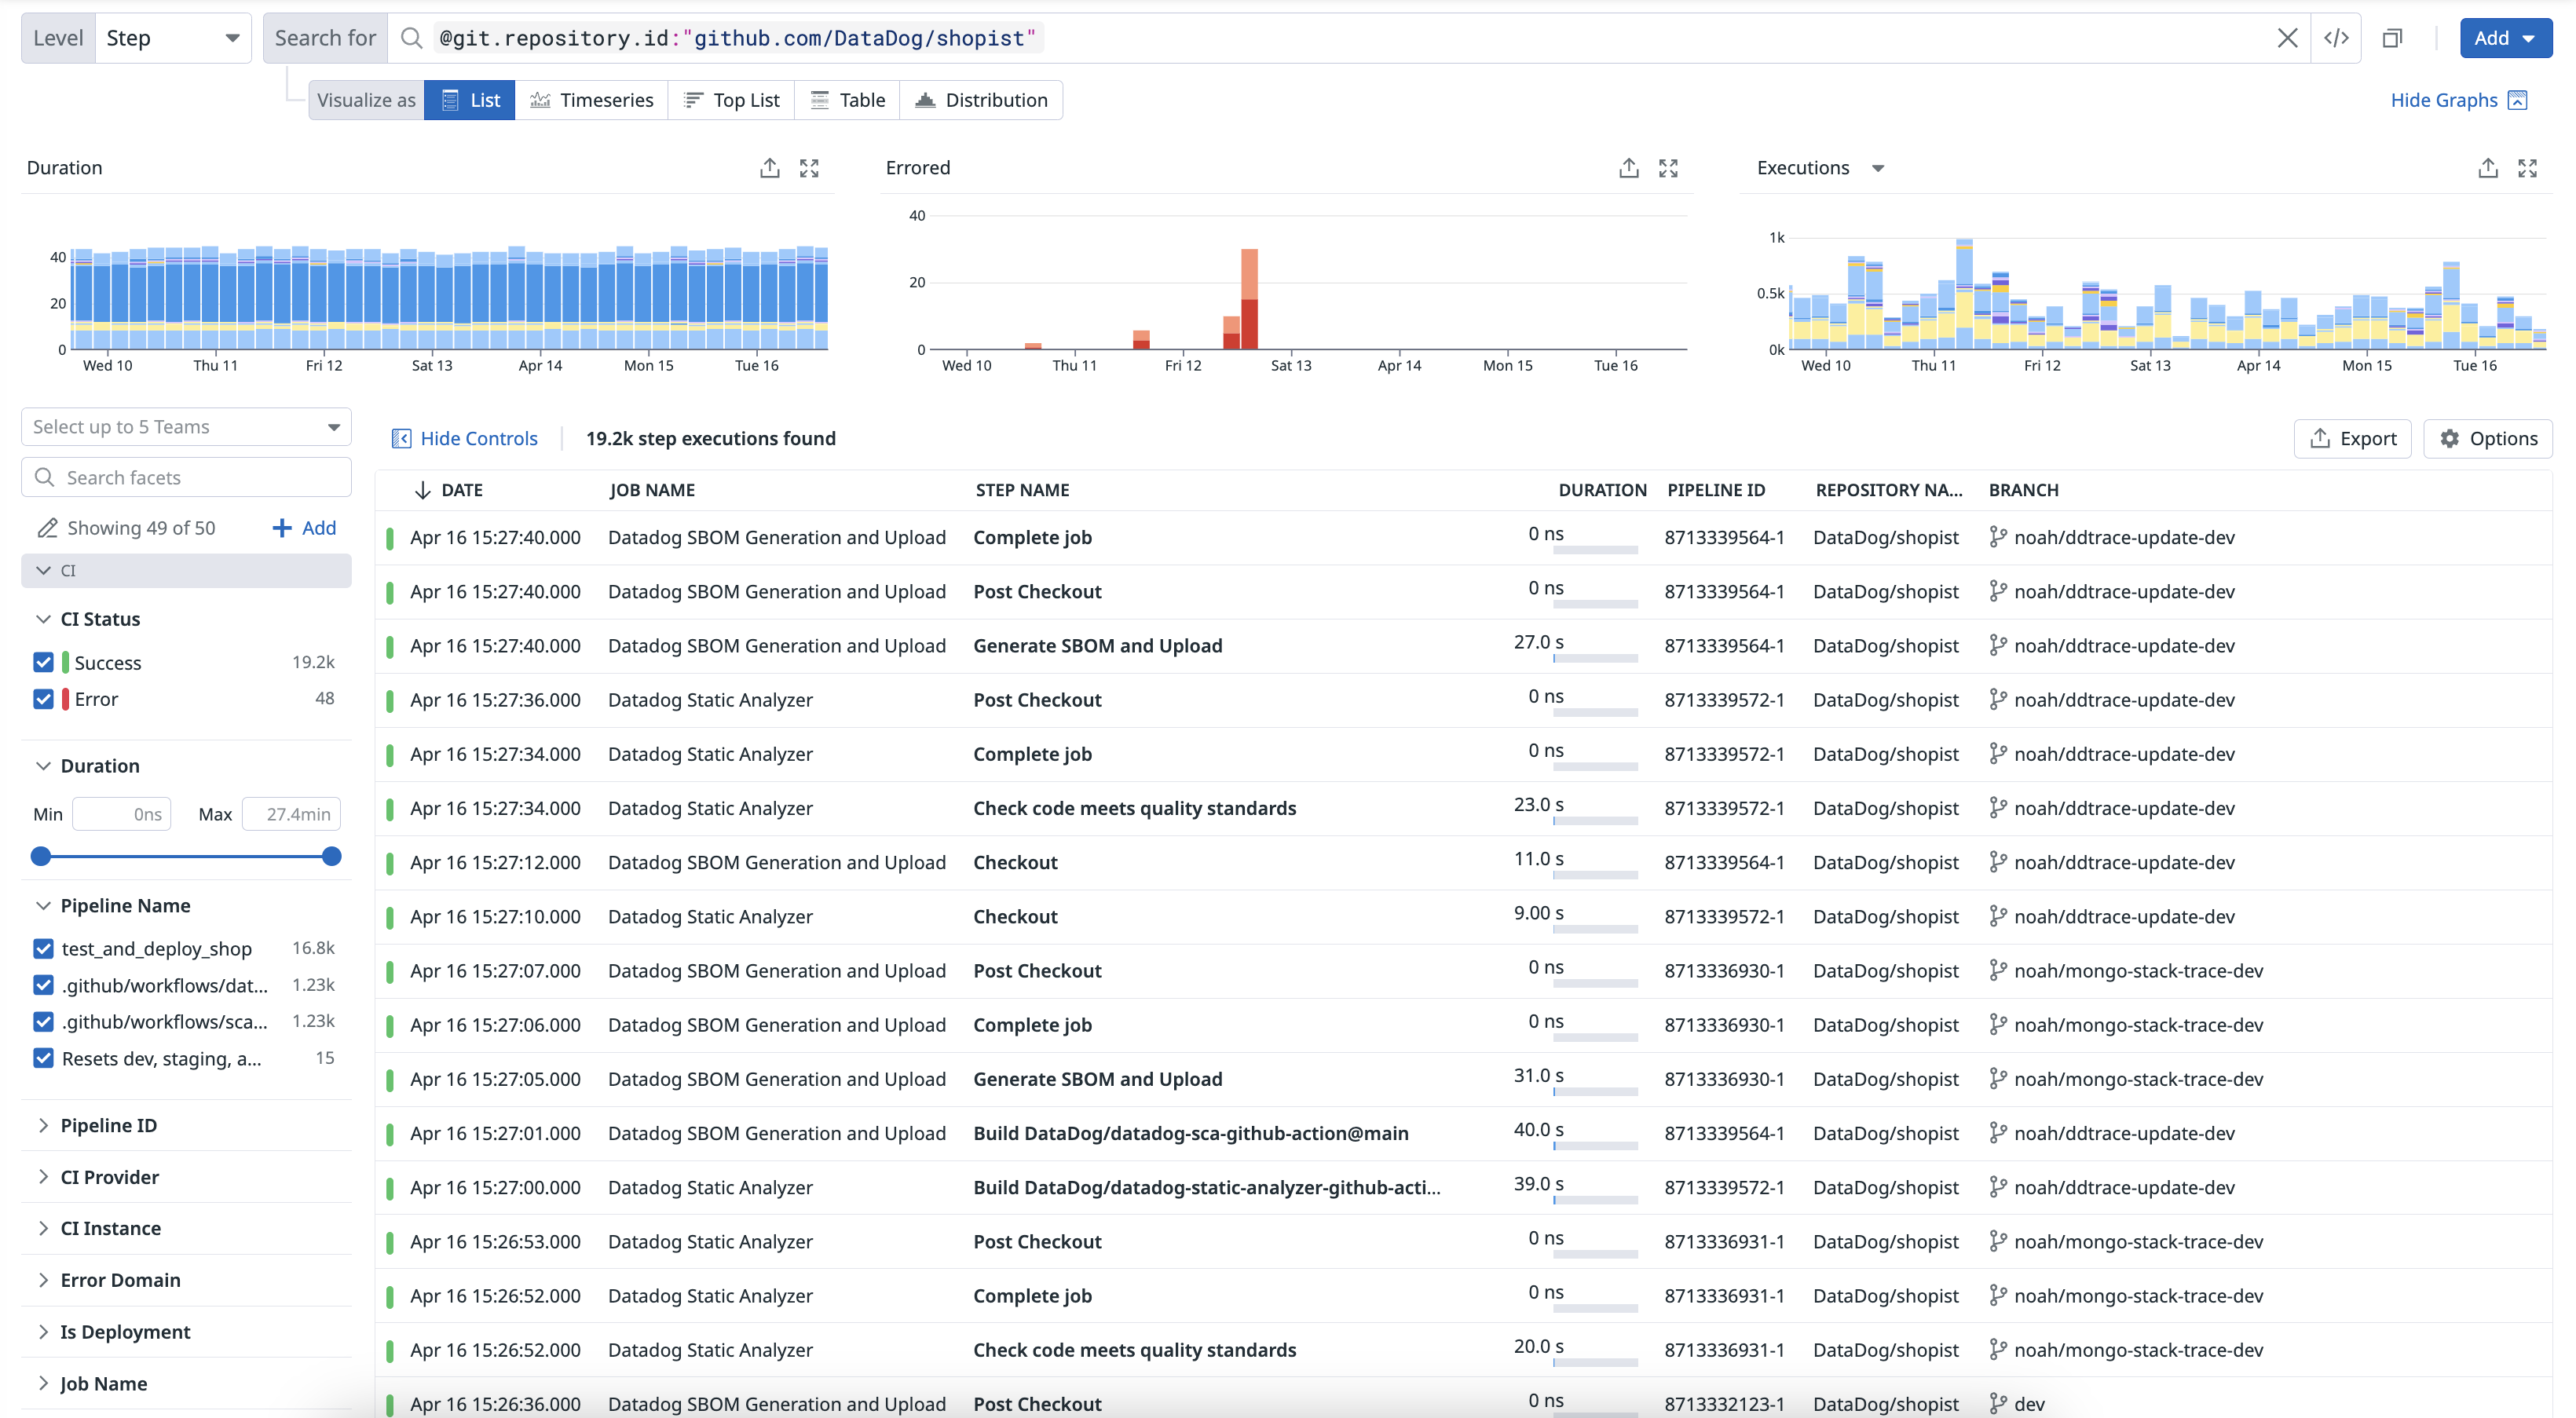 Level Step Search for @git.repository.id:"github.com/DataDog/shopist" </> Add
Visualize as List Timeseries Top List Table Distribution Hide Graphs
Duration
40
20
0
Wed 10 Thu 11 Fri 12 Sat 13 Apr 14 Mon 15 Tue 16
Errored
40
20
0
Wed 10 Thu 11 Fri 12 Sat 13 Apr 14 Mon 15 Tue 16
Executions
1k
0.5k
0k
Wed 10 Thu 11 Fri 12 Sat 13 Apr 14 Mon 15 Tue 16
Select up to 5 Teams
Search facets
Showing 49 of 50 Add
CI
CI Status
Success 19.2k
Error 48
Duration
Min 0ns Max 27.4min
Pipeline Name
test_and_deploy_shop 16.8k
.github/workflows/dat... 1.23k
.github/workflows/sca... 1.23k
Resets dev, staging, a... 15
Pipeline ID
CI Provider
CI Instance
Error Domain
Is Deployment
Job Name
Hide Controls 19.2k step executions found Export Options
DATE JOB NAME STEP NAME DURATION PIPELINE ID REPOSITORY NA... BRANCH
Apr 16 15:27:40.000 Datadog SBOM Generation and Upload Complete job 0 ns 8713339564-1 DataDog/shopist noah/ddtrace-update-dev
Apr 16 15:27:40.000 Datadog SBOM Generation and Upload Post Checkout 0 ns 8713339564-1 DataDog/shopist noah/ddtrace-update-dev
Apr 16 15:27:40.000 Datadog SBOM Generation and Upload Generate SBOM and Upload 27.0 s 8713339564-1 DataDog/shopist noah/ddtrace-update-dev
Apr 16 15:27:36.000 Datadog Static Analyzer Post Checkout 0 ns 8713339572-1 DataDog/shopist noah/ddtrace-update-dev
Apr 16 15:27:34.000 Datadog Static Analyzer Complete job 0 ns 8713339572-1 DataDog/shopist noah/ddtrace-update-dev
Apr 16 15:27:34.000 Datadog Static Analyzer Check code meets quality standards 23.0 s 8713339572-1 DataDog/shopist noah/ddtrace-update-dev
Apr 16 15:27:12.000 Datadog SBOM Generation and Upload Checkout 11.0 s 8713339564-1 DataDog/shopist noah/ddtrace-update-dev
Apr 16 15:27:10.000 Datadog Static Analyzer Checkout 9.00 s 8713339572-1 DataDog/shopist noah/ddtrace-update-dev
Apr 16 15:27:07.000 Datadog SBOM Generation and Upload Post Checkout 0 ns 8713336930-1 DataDog/shopist noah/mongo-stack-trace-dev
Apr 16 15:27:06.000 Datadog SBOM Generation and Upload Complete job 0 ns 8713336930-1 DataDog/shopist noah/mongo-stack-trace-dev
Apr 16 15:27:05.000 Datadog SBOM Generation and Upload Generate SBOM and Upload 31.0 s 8713336930-1 DataDog/shopist noah/mongo-stack-trace-dev
Apr 16 15:27:01.000 Datadog SBOM Generation and Upload Build DataDog/datadog-sca-github-action@main 40.0 s 8713339564-1 DataDog/shopist noah/ddtrace-update-dev
Apr 16 15:27:00.000 Datadog Static Analyzer Build DataDog/datadog-static-analyzer-github-acti... 39.0 s 8713339572-1 DataDog/shopist noah/ddtrace-update-dev
Apr 16 15:26:53.000 Datadog Static Analyzer Post Checkout 0 ns 8713336931-1 DataDog/shopist noah/mongo-stack-trace-dev
Apr 16 15:26:52.000 Datadog Static Analyzer Complete job 0 ns 8713336931-1 DataDog/shopist noah/mongo-stack-trace-dev
Apr 16 15:26:52.000 Datadog Static Analyzer Check code meets quality standards 20.0 s 8713336931-1 DataDog/shopist noah/mongo-stack-trace-dev
Apr 16 15:26:36.000 Datadog SBOM Generation and Upload Post Checkout 0 ns 8713332123-1 DataDog/shopist dev